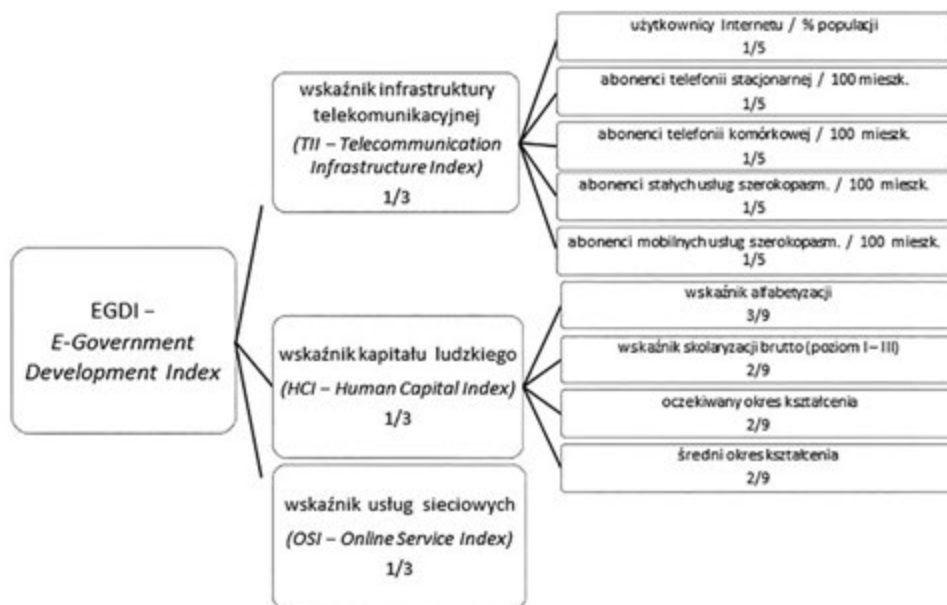 EGDI –
E-Government
Development Index
wskaźnik infrastruktury
telekomunikacyjnej
(TII – Telecommunication
Infrastructure Index)
1/3
użytkownicy Internetu / % populacji
1/5
abonenci telefonii stacjonarnej / 100 mieszk.
1/5
abonenci telefonii komórkowej / 100 mieszk.
1/5
abonenci stałych usług szerokopasm. / 100 mieszk.
1/5
abonenci mobilnych usług szerokopasm. / 100 mieszk.
1/5
wskaźnik kapitału ludzkiego
(HCI – Human Capital Index)
1/3
wskaźnik alfabetyzacji
3/9
wskaźnik skolaryzacji brutto (poziom I – III)
2/9
oczekiwany okres kształcenia
2/9
średni okres kształcenia
2/9
wskaźnik usług sieciowych
(OSI – Online Service Index)
1/3